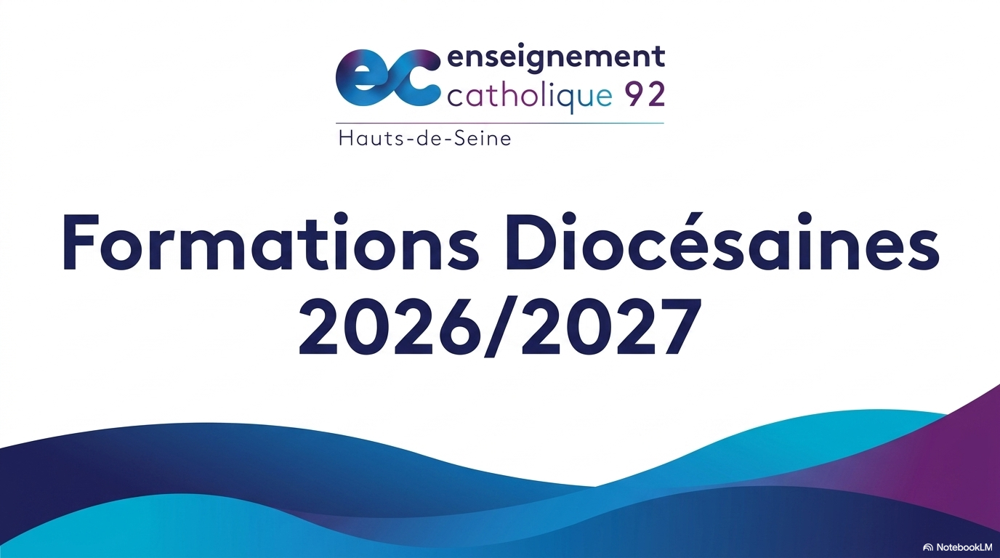 ec enseignement
catholique 92
Hauts-de-Seine
Formations Diocésaines
2026/2027
NotebookLM